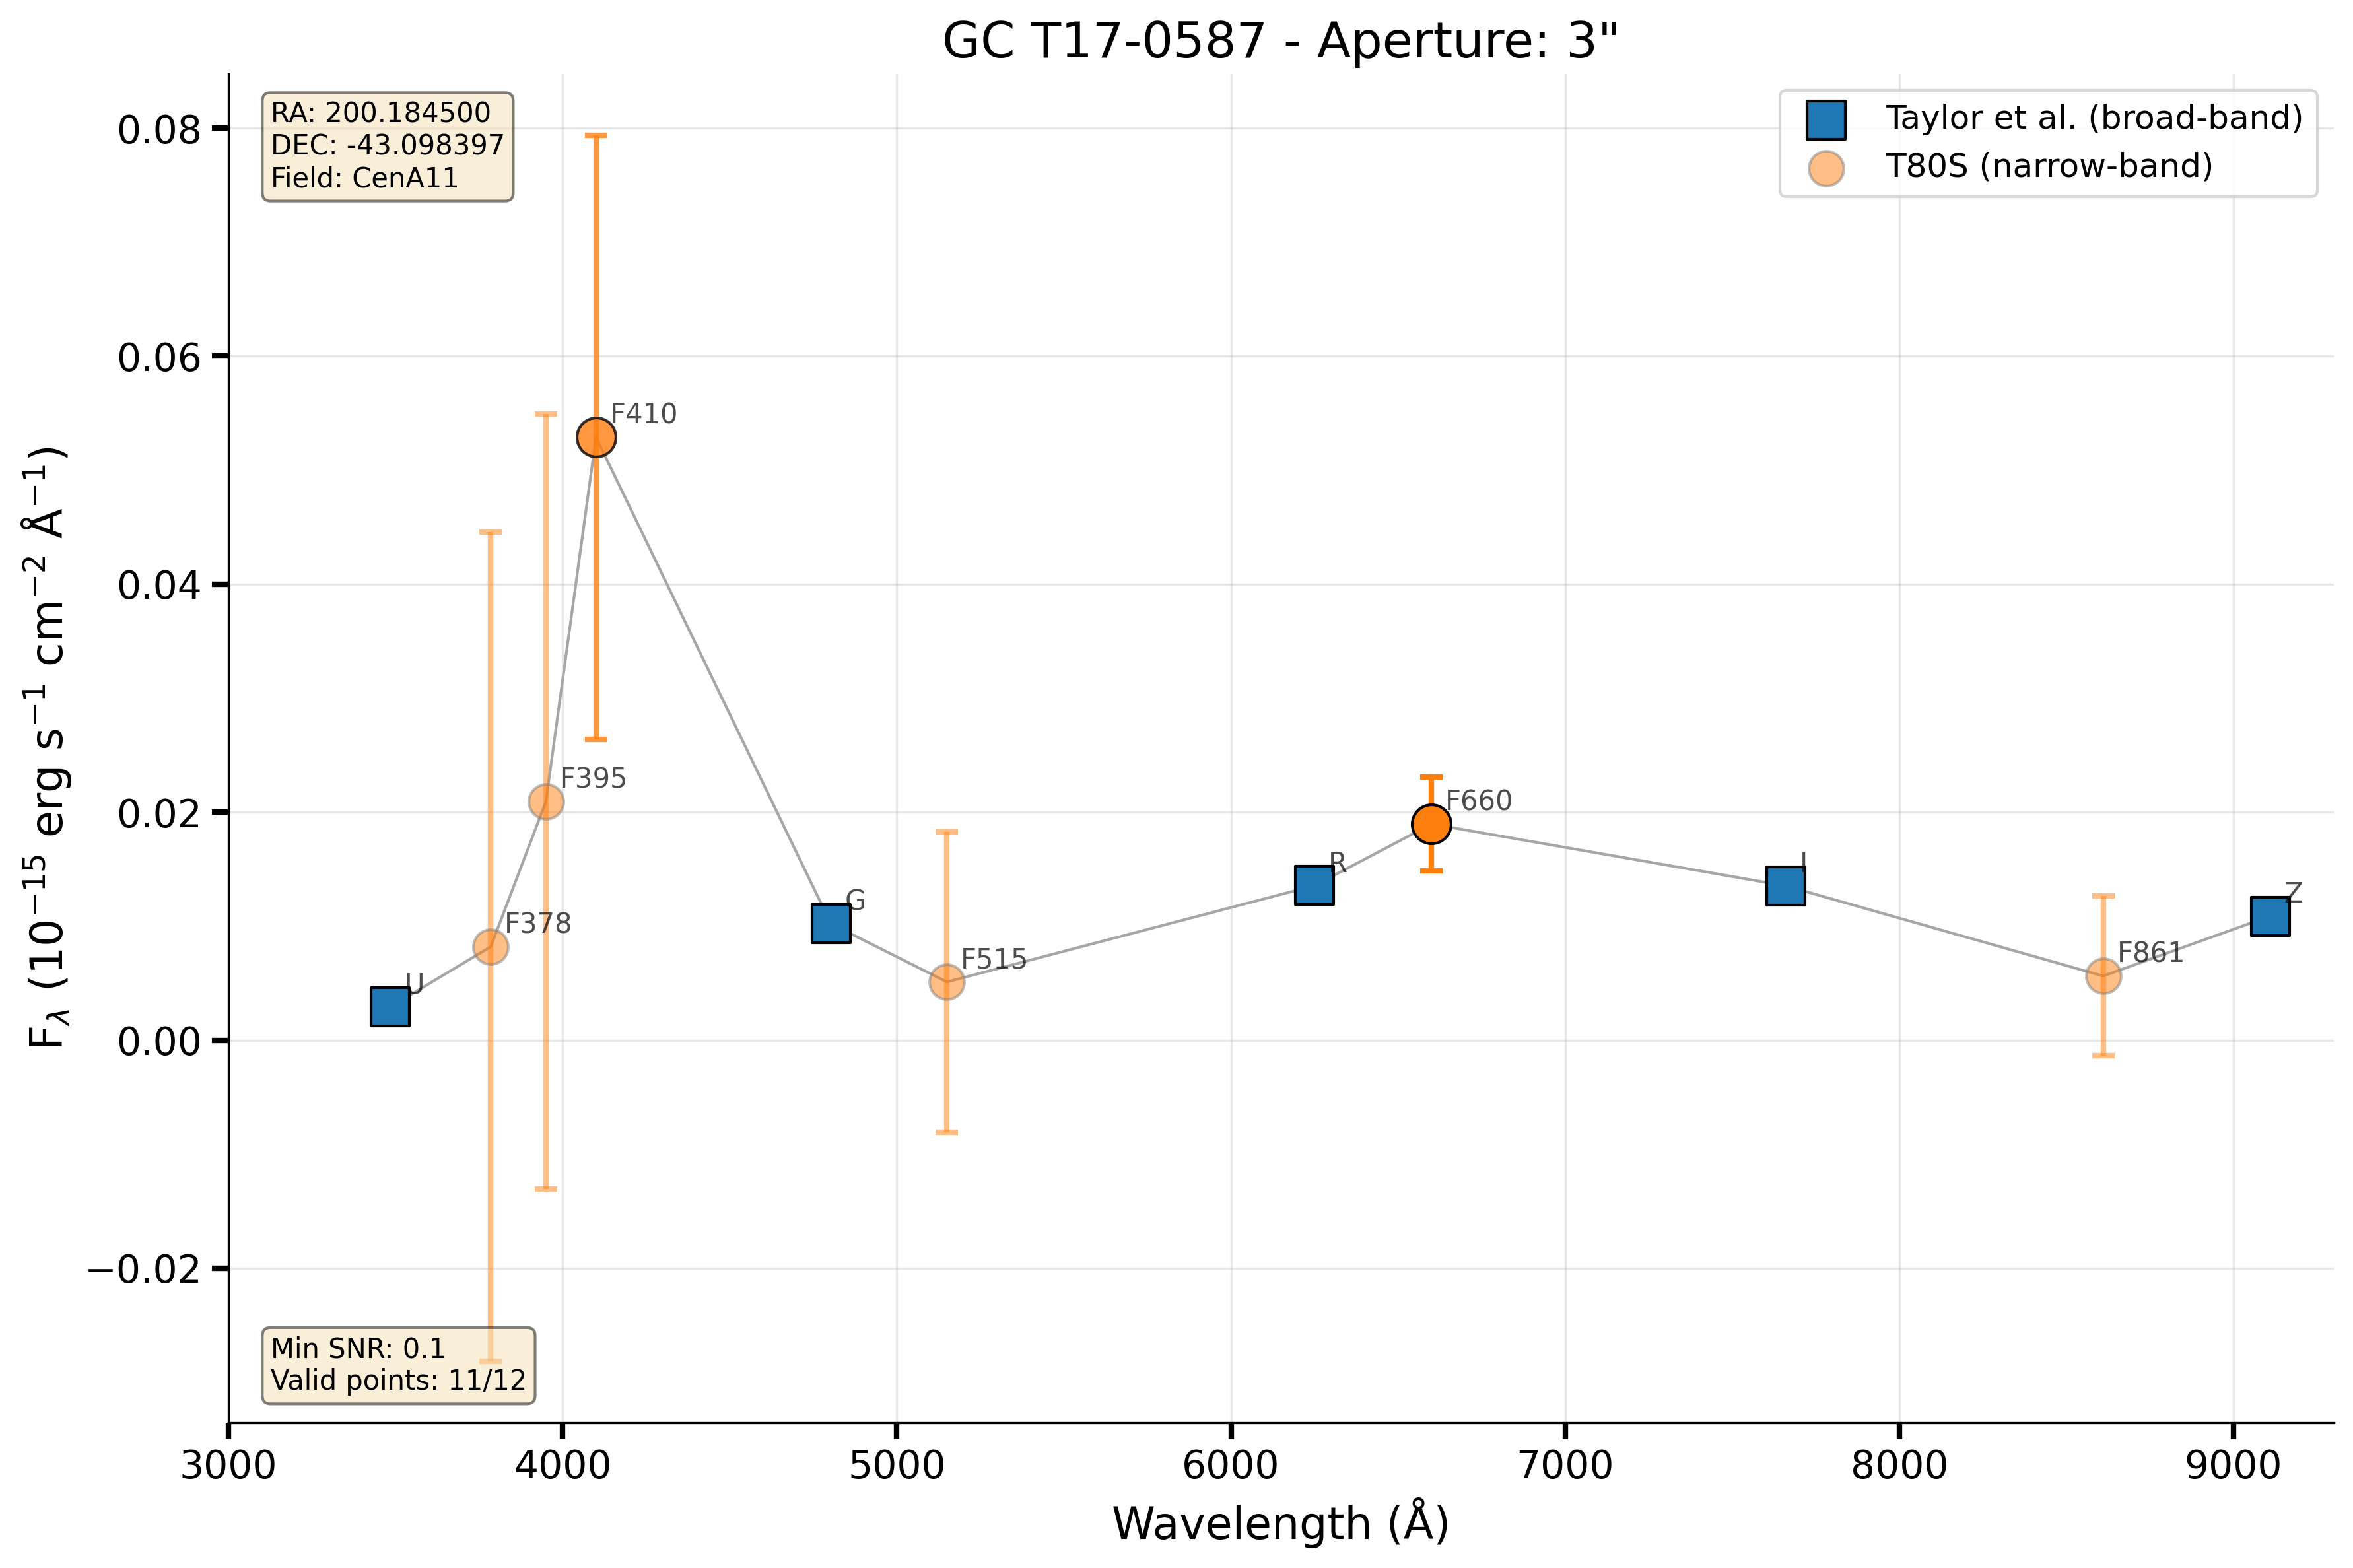 GC T17-0587 - Aperture: 3"
RA: 200.184500
DEC: -43.098397
Field: CenA11
Taylor et al. (broad-band)
T80S (narrow-band)
F_λ (10⁻¹⁵ erg s⁻¹ cm⁻² Å⁻¹)
0.08
0.06
0.04
0.02
0.00
−0.02
U
F378
F395
F410
G
F515
R
F660
I
F861
Z
Min SNR: 0.1
Valid points: 11/12
3000 4000 5000 6000 7000 8000 9000
Wavelength (Å)